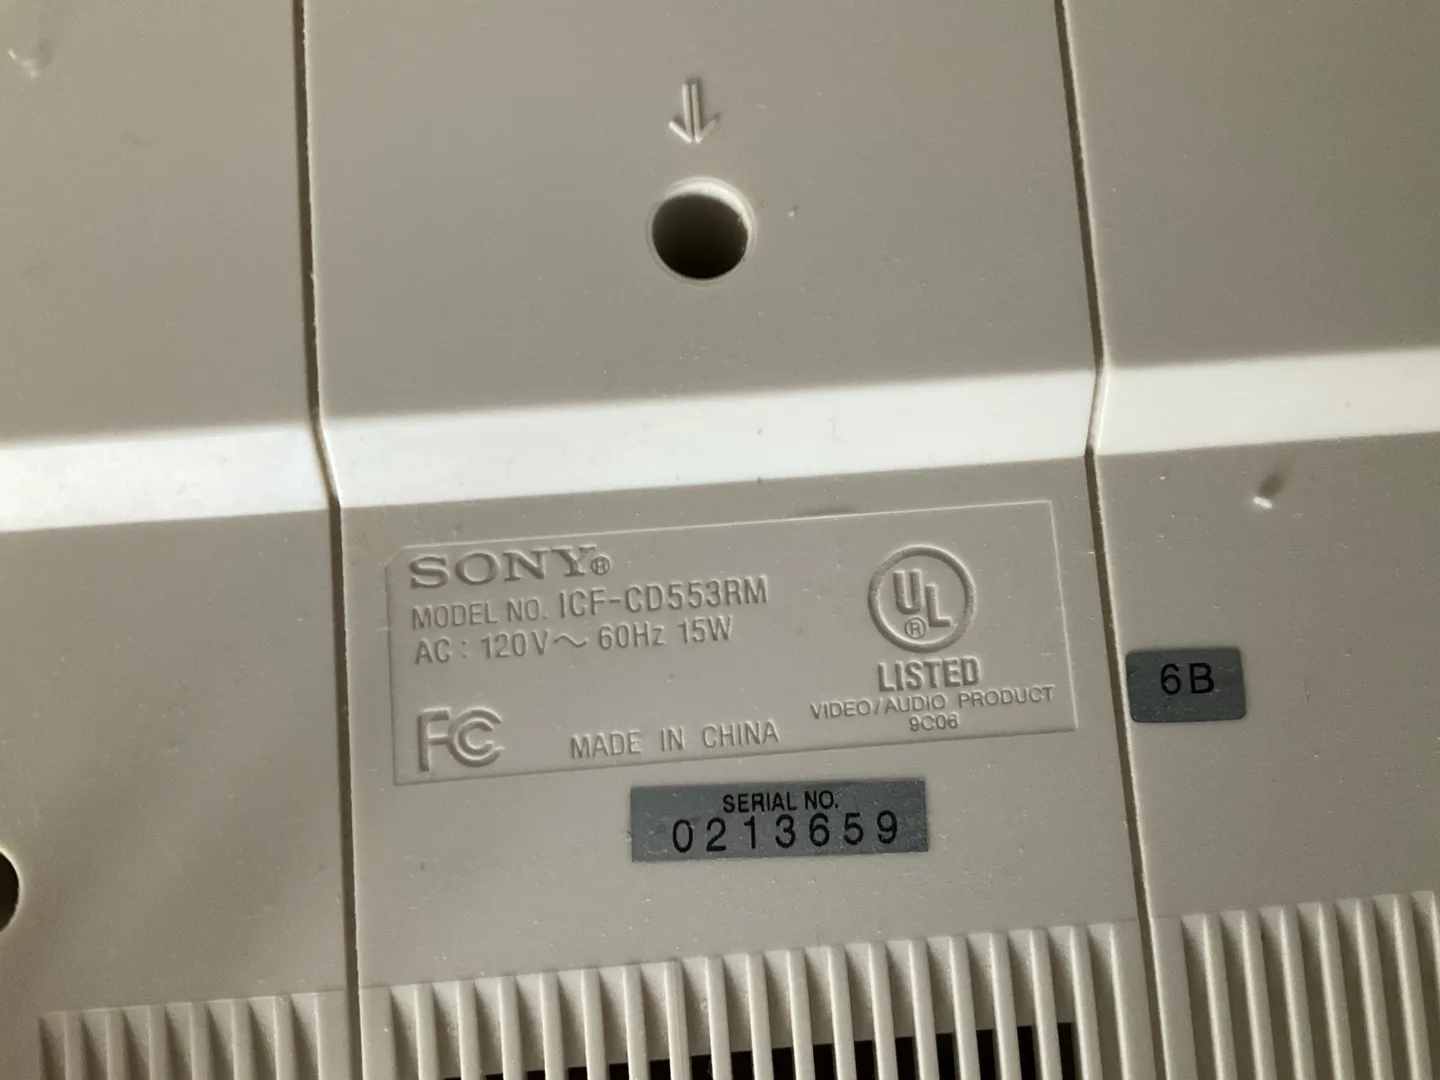 SONY®
MODEL NO. ICF-CD553RM
AC : 120V～ 60Hz 15W
FC
MADE IN CHINA
UL
®
LISTED
VIDEO/AUDIO PRODUCT
9C06
6B
SERIAL NO.
0213659